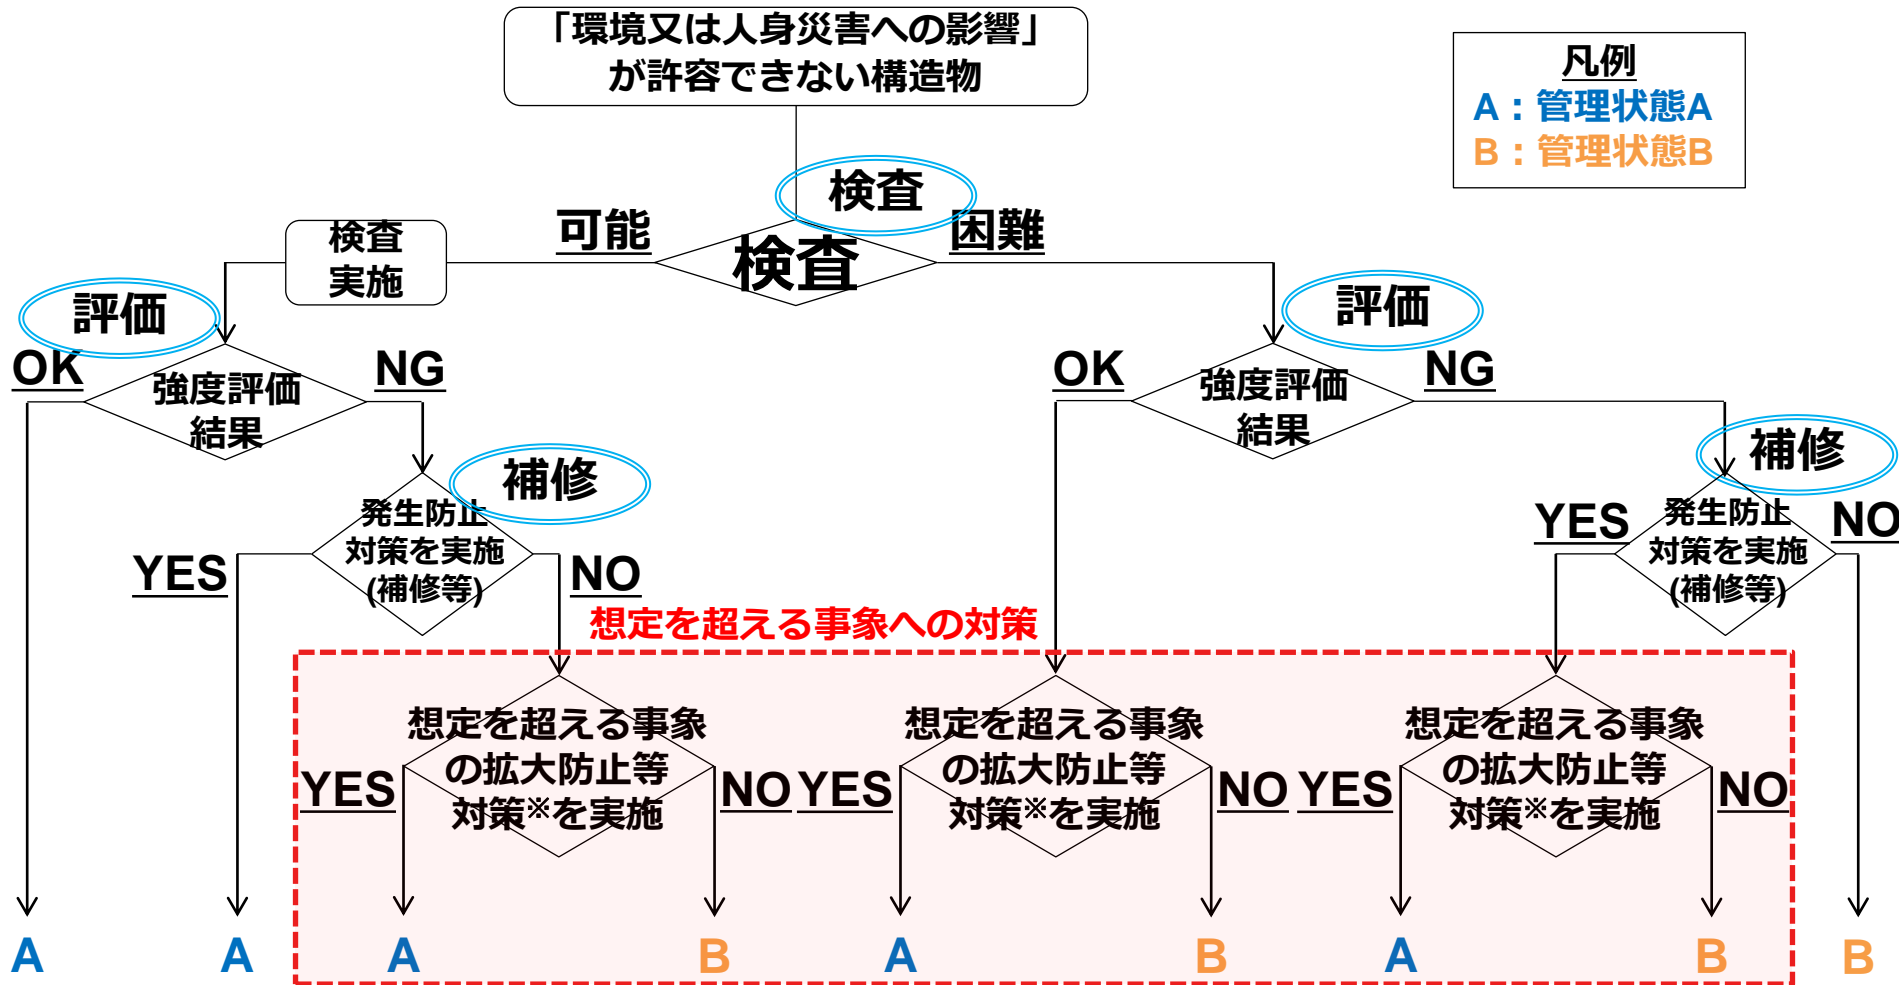 「環境又は人身災害への影響」
が許容できない構造物
凡例
A：管理状態A
B：管理状態B
検査
可能
検査
困難
検査
実施
評価
評価
OK
強度評価
結果
NG
OK
強度評価
結果
NG
補修
補修
発生防止
対策を実施
(補修等)
YES
NO
発生防止
対策を実施
(補修等)
YES
NO
想定を超える事象への対策
想定を超える事象
の拡大防止等
対策※を実施
YES
NO
想定を超える事象
の拡大防止等
対策※を実施
YES
NO
想定を超える事象
の拡大防止等
対策※を実施
YES
NO
A
A
A
B
A
B
A
B
B